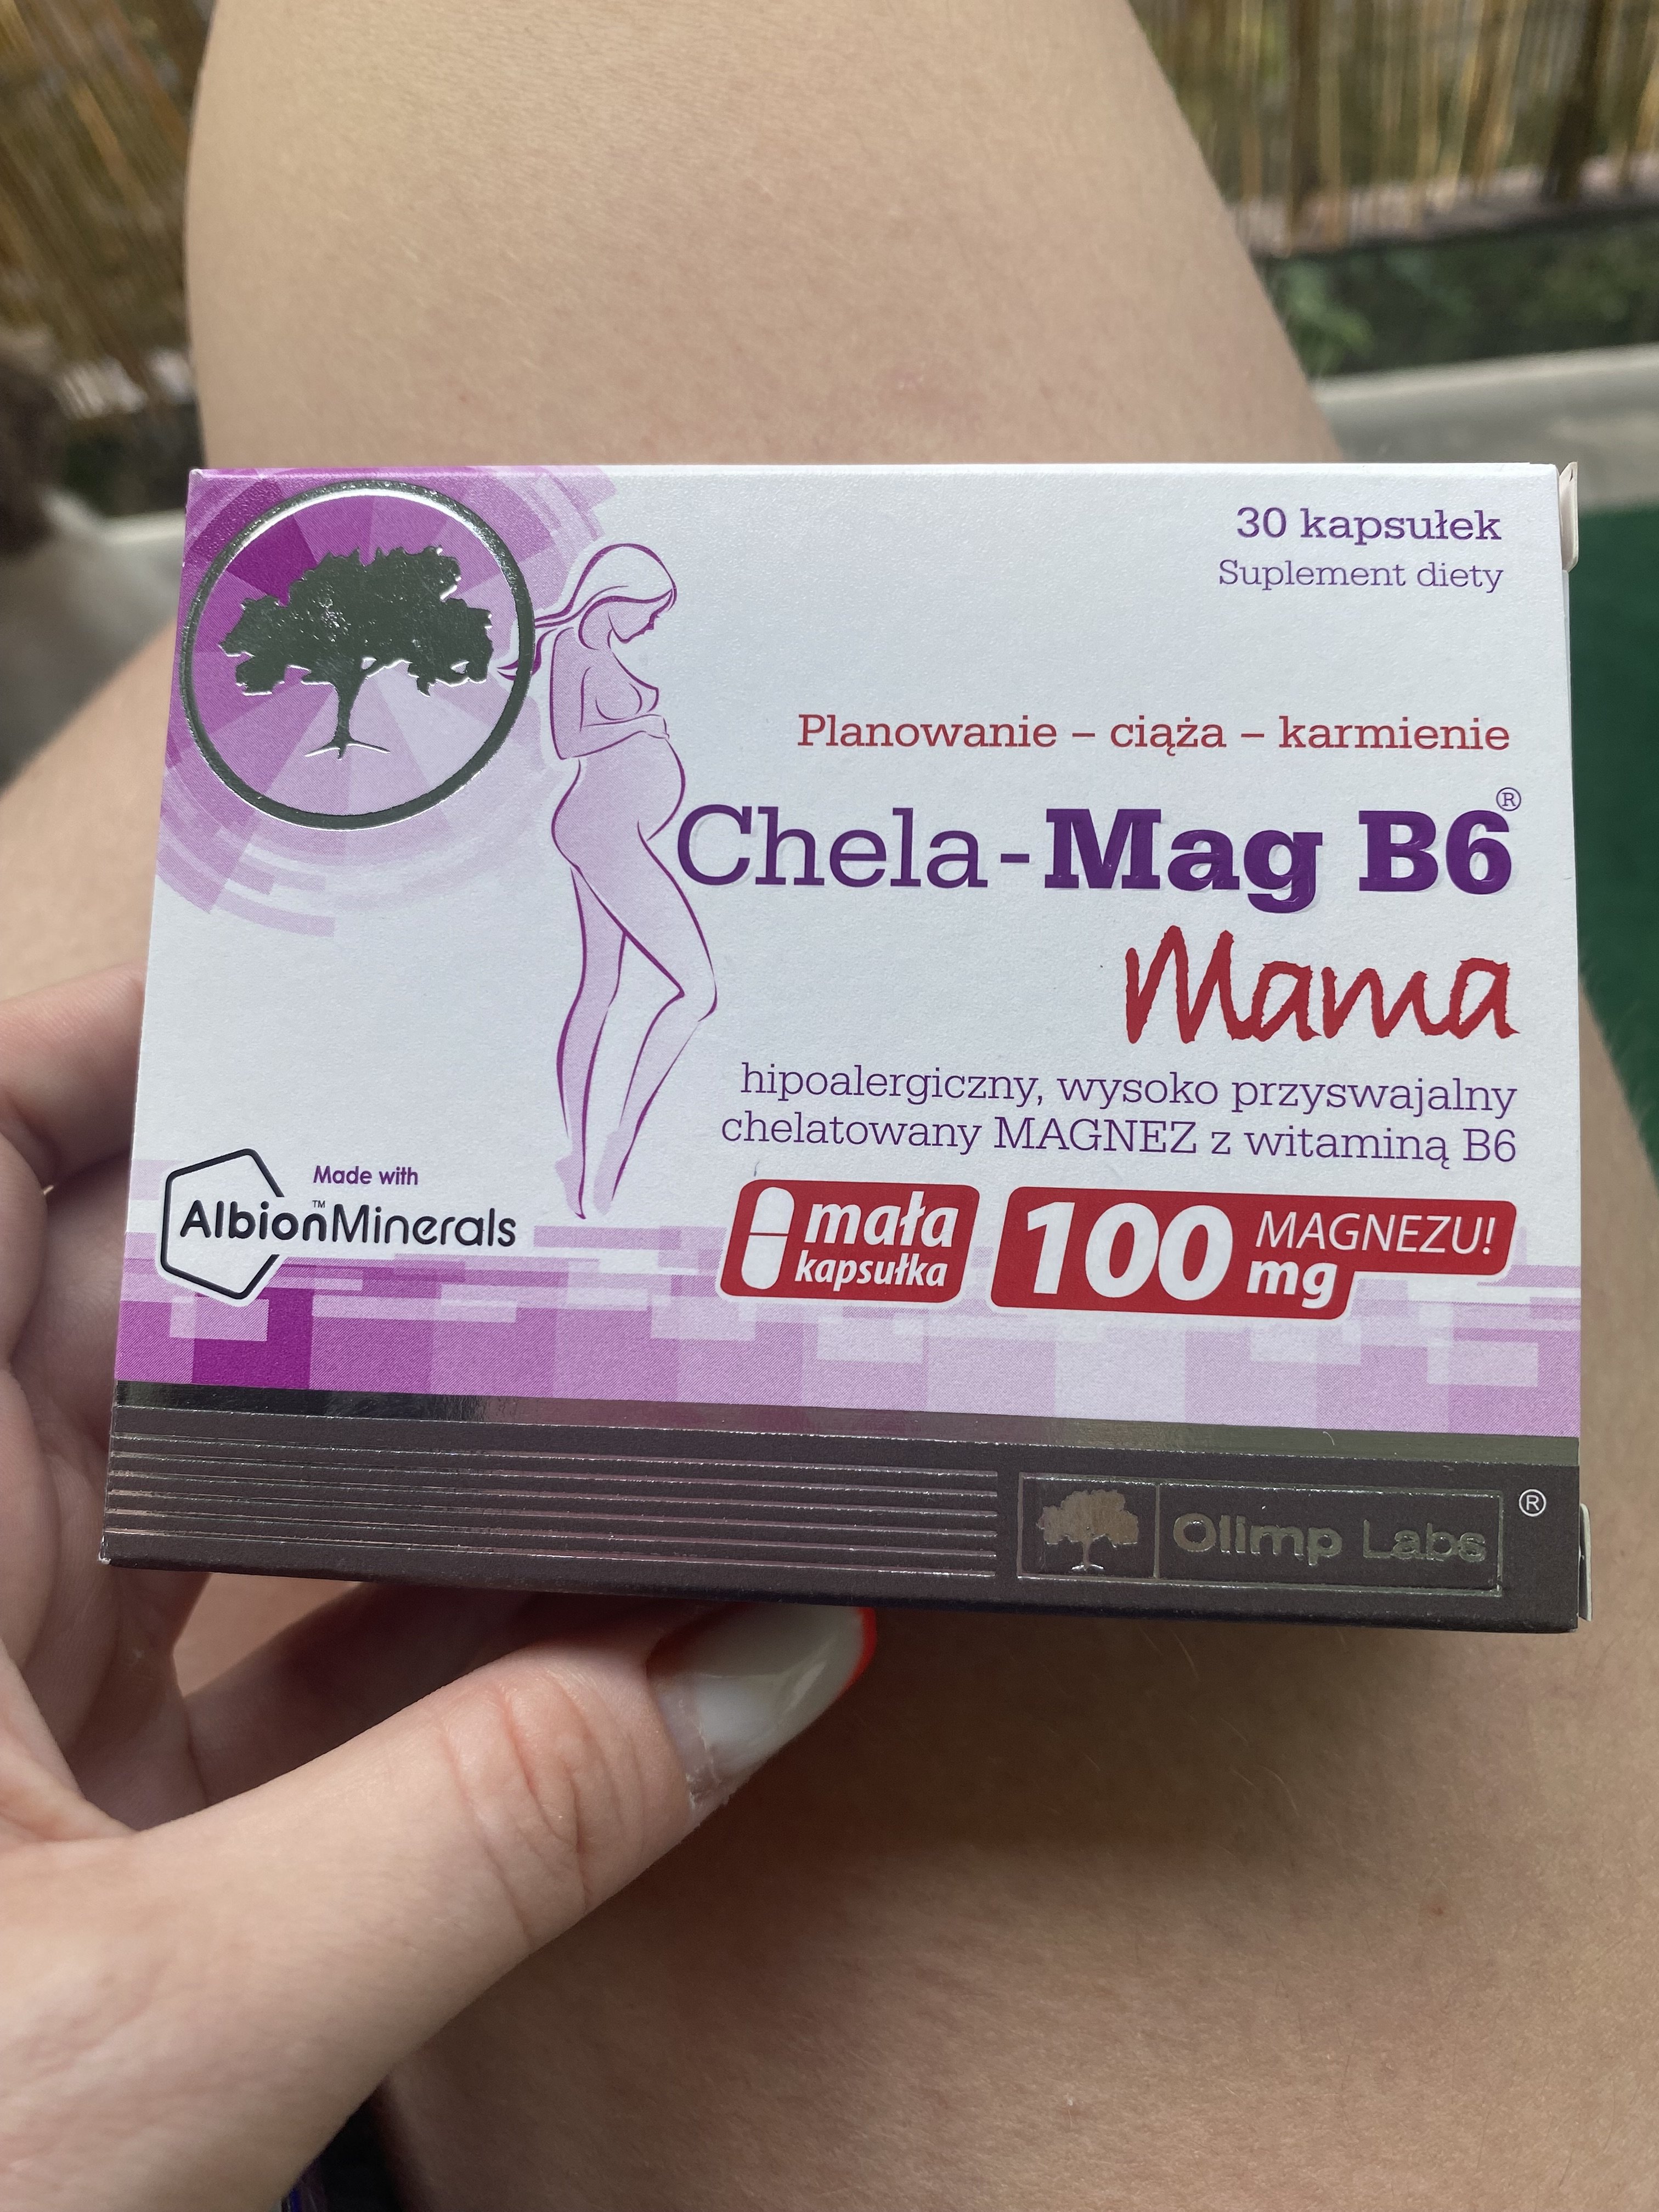 30 kapsułek
Suplement diety
Planowanie – ciąża – karmienie
Chela-Mag B6®
Mama
hipoalergiczny, wysoko przyswajalny
chelatowany MAGNEZ z witaminą B6
Made with
Albion™Minerals
mała
kapsułka
100 mg MAGNEZU!
Olimp Labs®